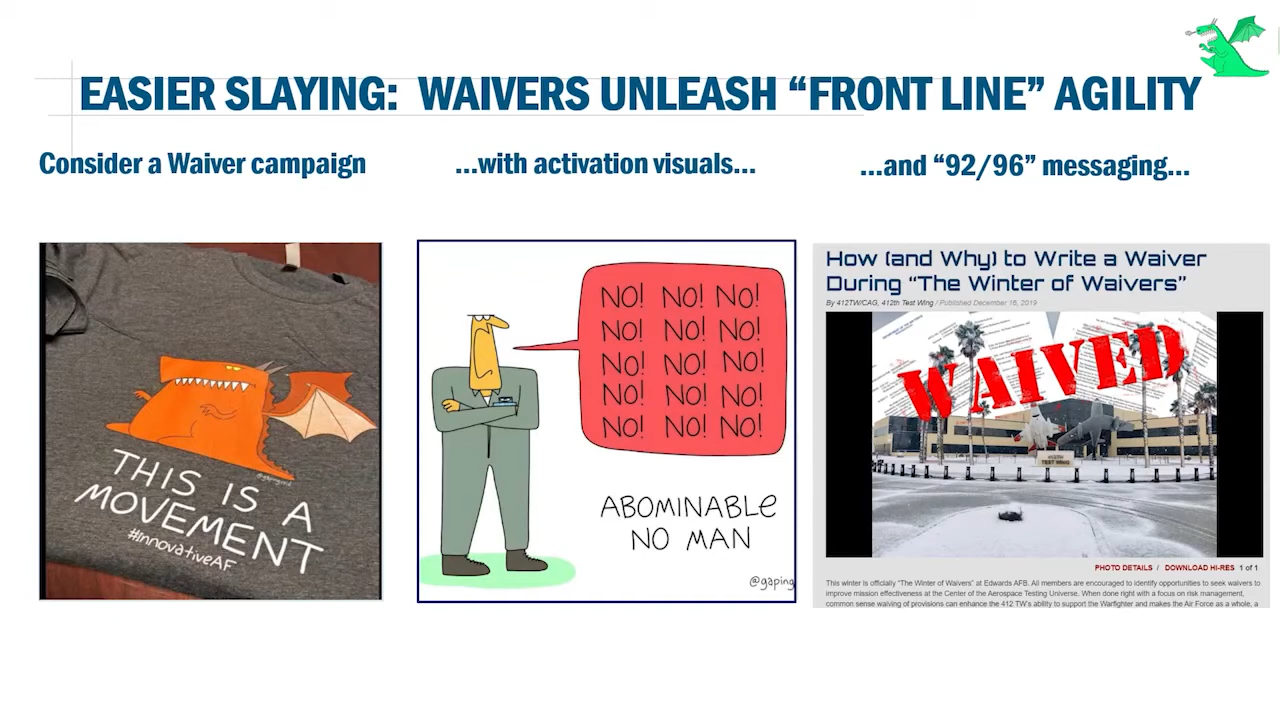 EASIER SLAYING: WAIVERS UNLEASH “FRONT LINE” AGILITY
Consider a Waiver campaign
...with activation visuals...
...and “92/96” messaging...
THIS IS A
MOVEMENT
#InnovativeAF
@gapingvoid
NO! NO! NO!
NO! NO! NO!
NO! NO! NO!
NO! NO! NO!
NO! NO! NO!
ABOMINABLE
NO MAN
@gaping
How (and Why) to Write a Waiver
During “The Winter of Waivers”
By 412TW/CAG, 412th Test Wing / Published December 16, 2019
WAIVED
TEST WING
PHOTO DETAILS / DOWNLOAD HI-RES 1 of 1
This winter is officially "The Winter of Waivers" at Edwards AFB. All members are encouraged to identify opportunities to seek waivers to
improve mission effectiveness at the Center of the Aerospace Testing Universe. When done right with a focus on risk management,
common sense waiving of provisions can enhance the 412 TW's ability to support the Warfighter and makes the Air Force as a whole, a